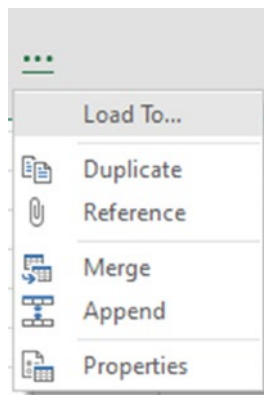 ...
Load To...
Duplicate
Reference
Merge
Append
Properties